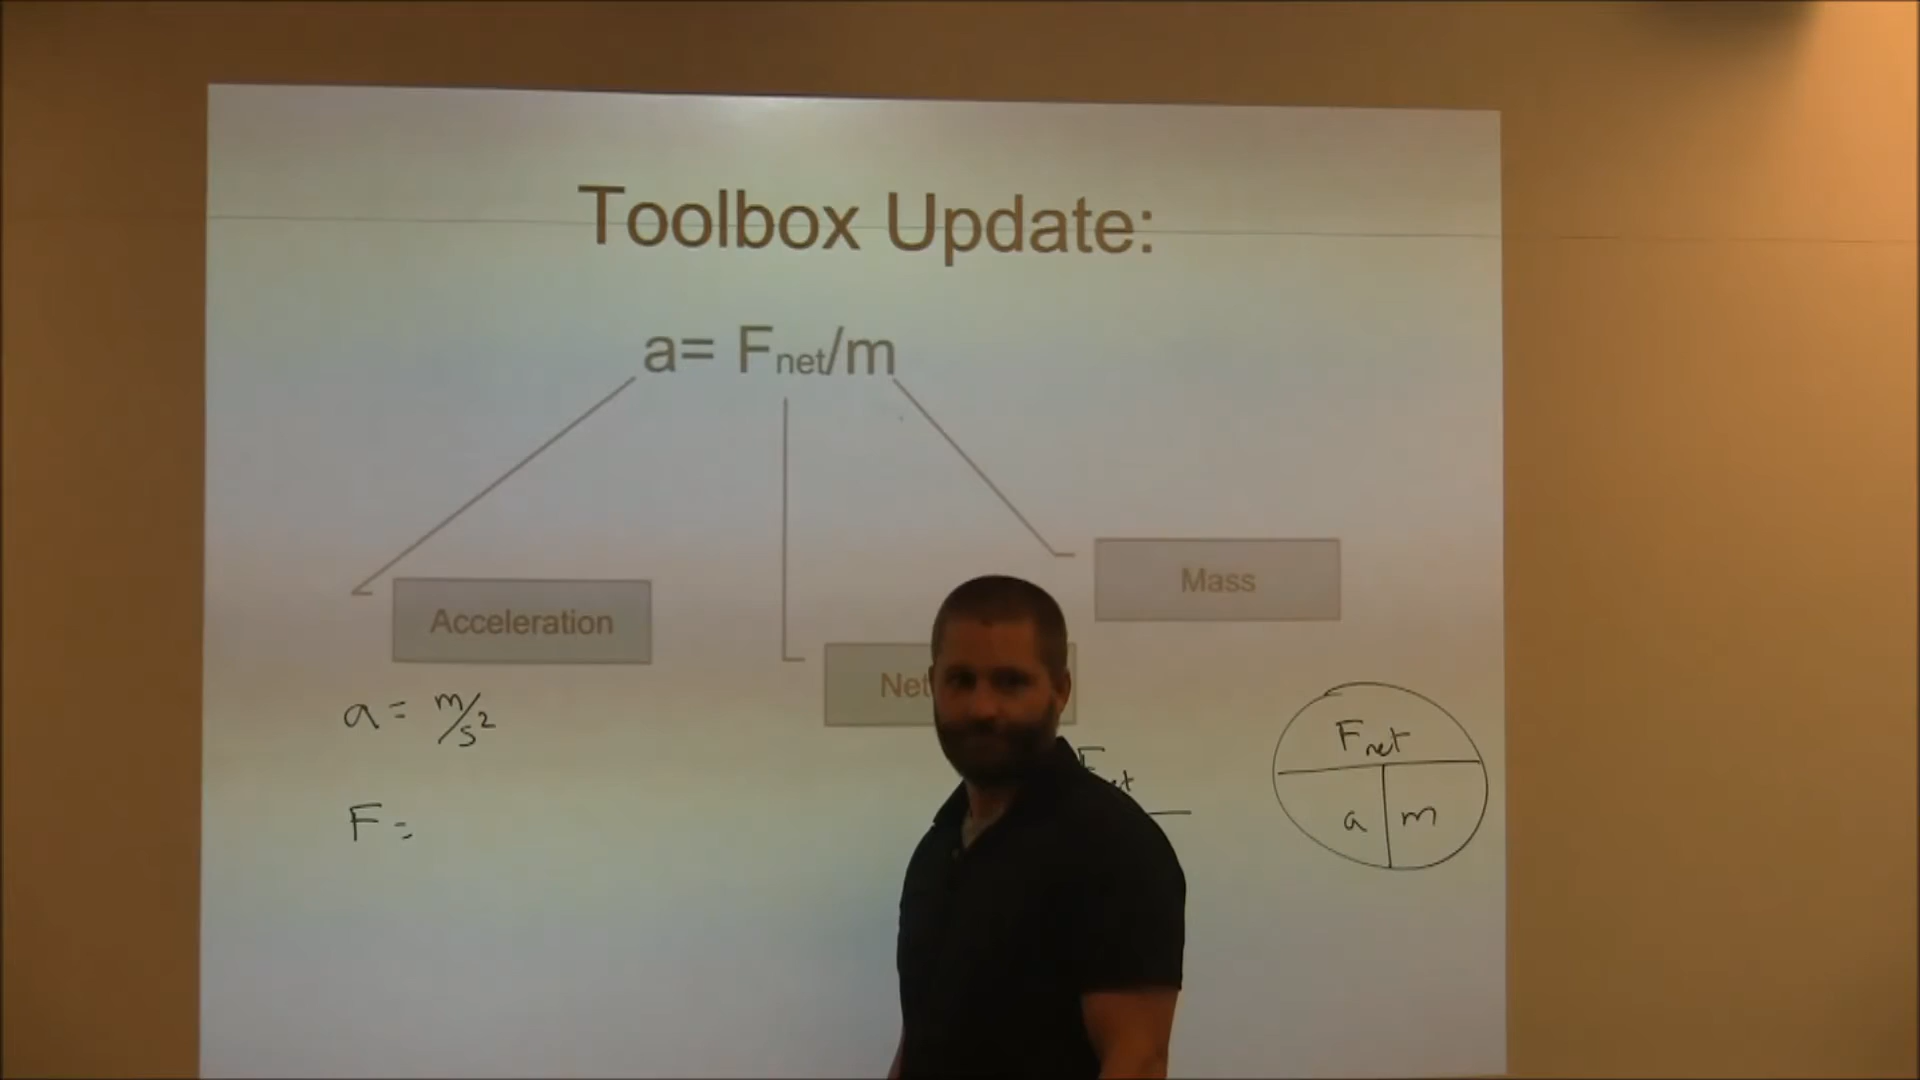 Toolbox Update:
a= Fnet/m
Mass
Acceleration
Net
a = m/s²
F =
Fnet
a m